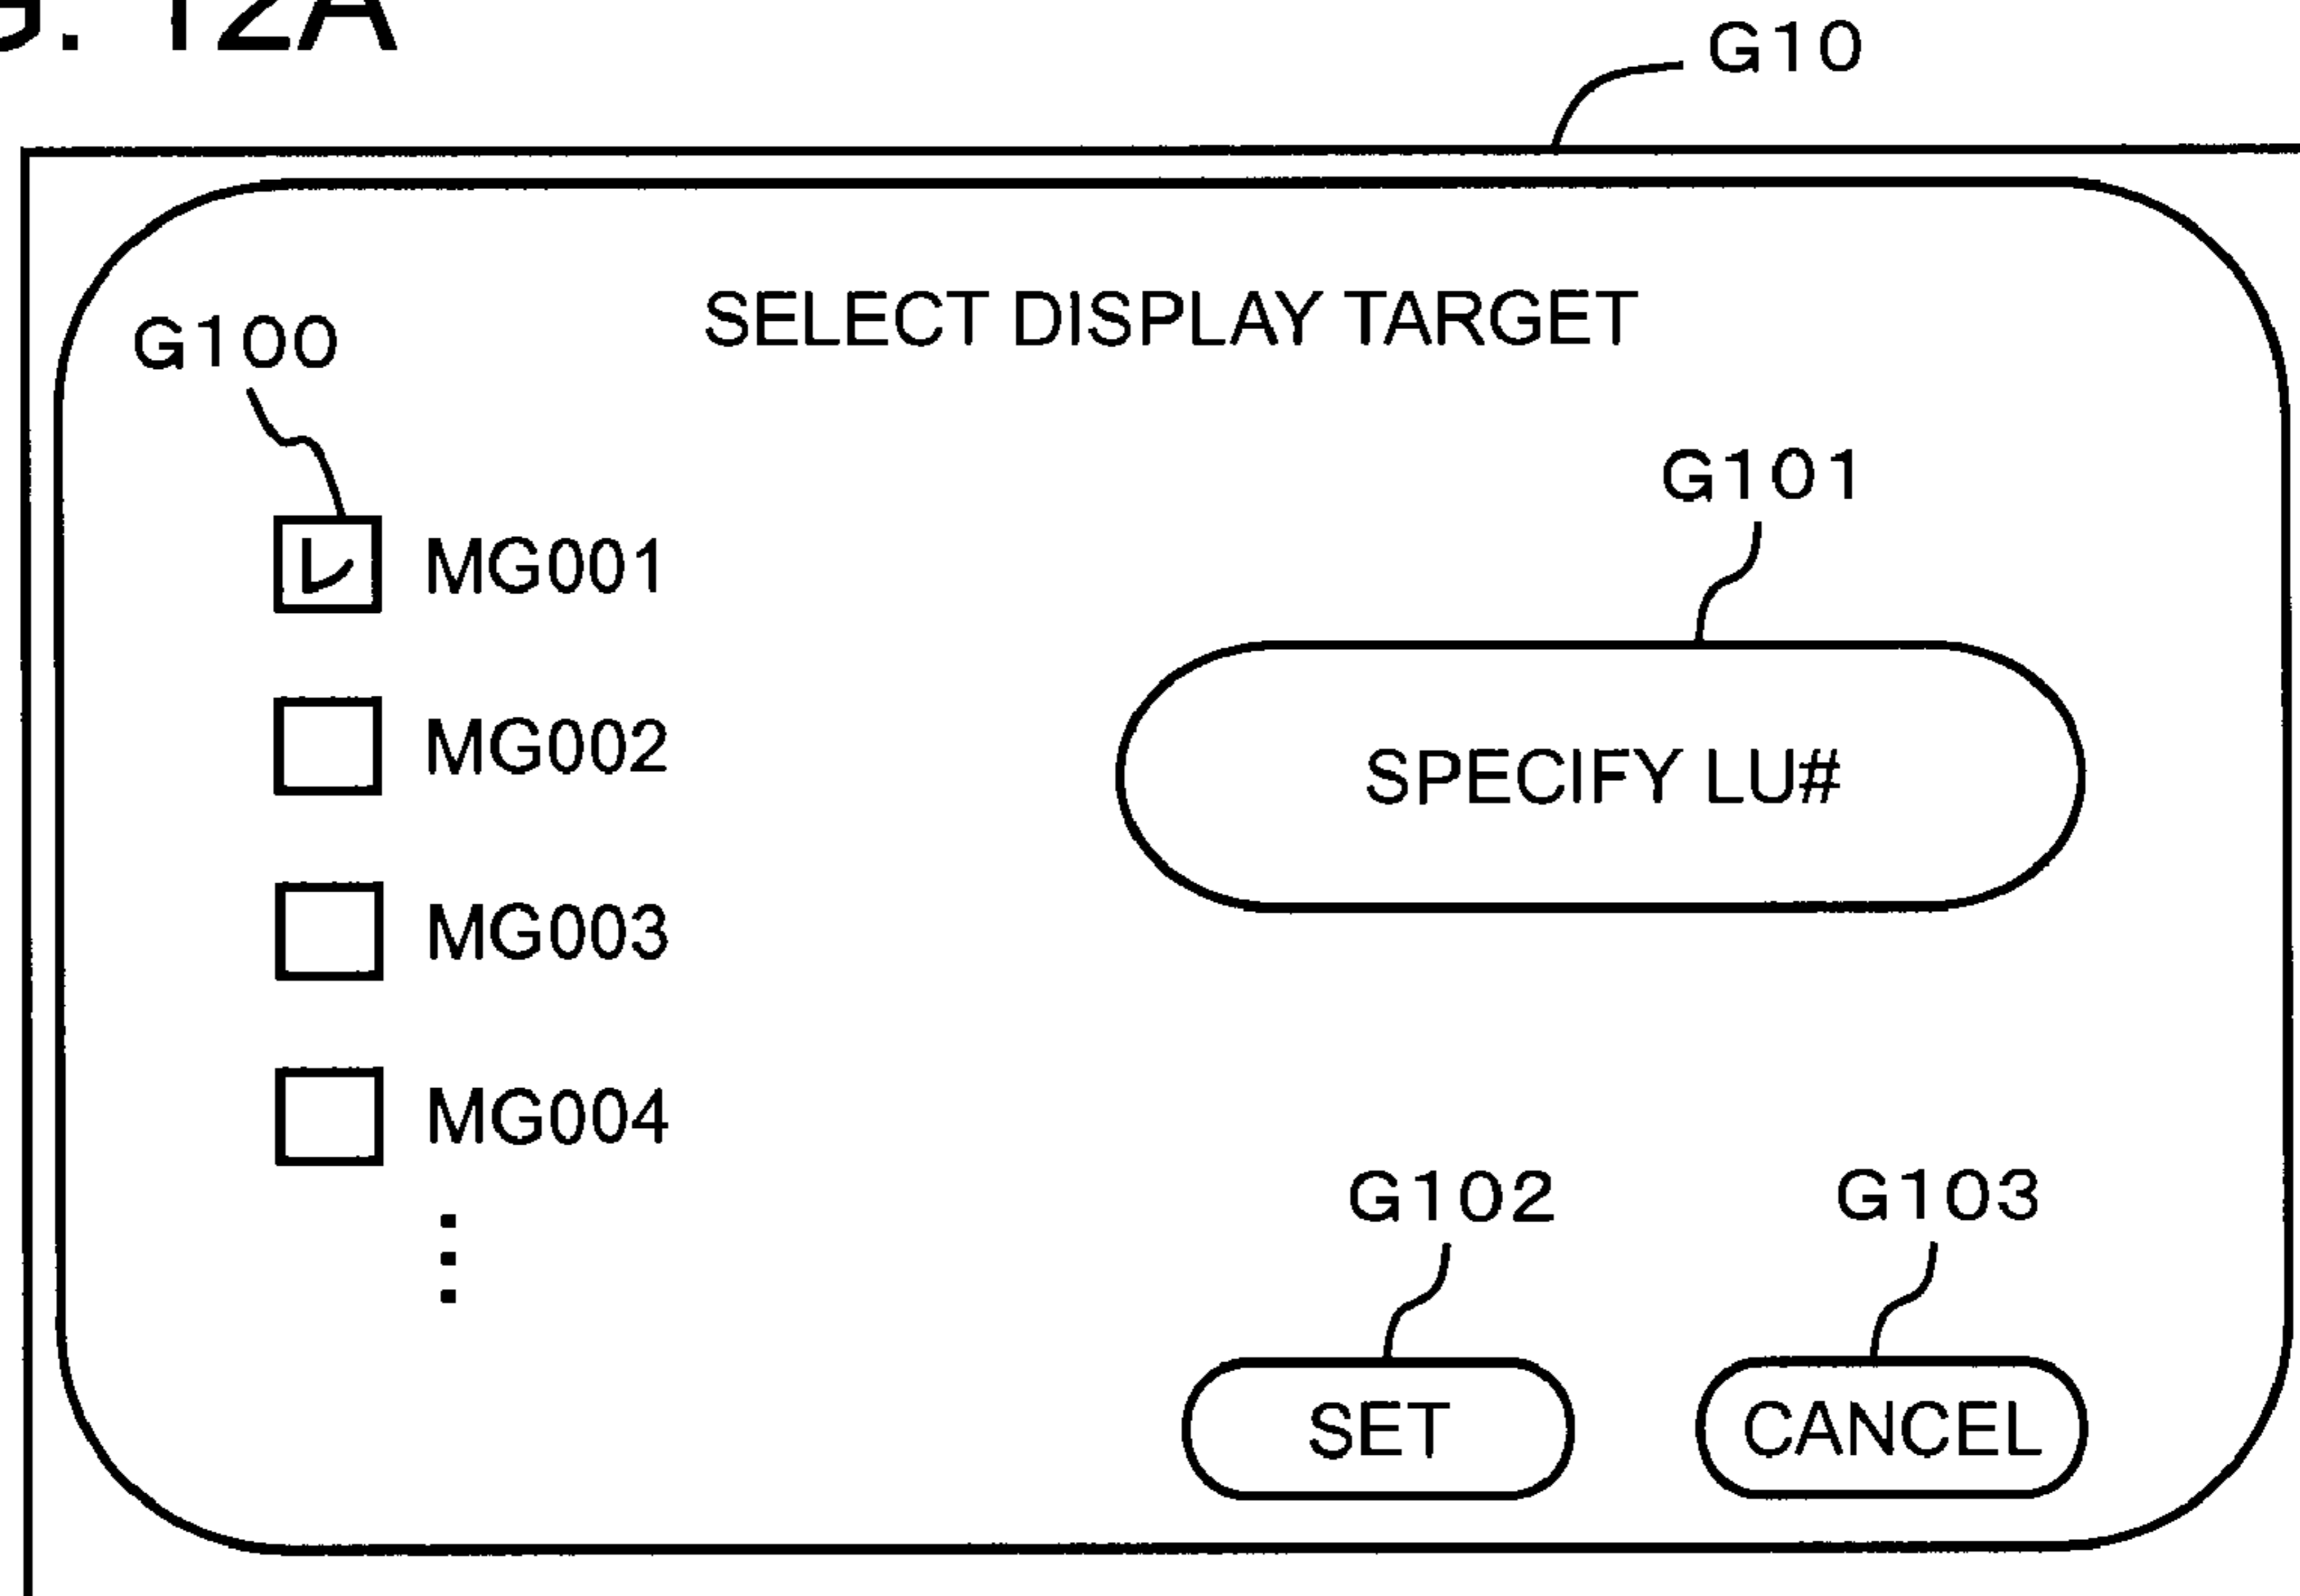 G. 12A
G10
SELECT DISPLAY TARGET
G100
G101
MG001
MG002
SPECIFY LU#
MG003
MG004
G102
G103
SET
CANCEL